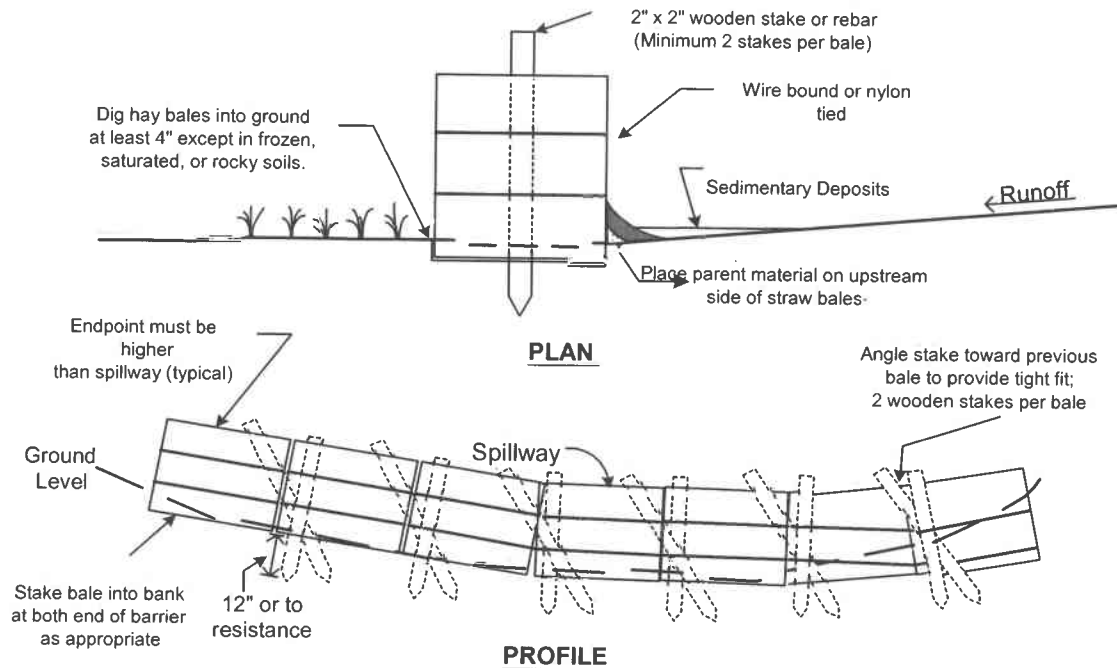 2" x 2" wooden stake or rebar
(Minimum 2 stakes per bale)
Dig hay bales into ground
at least 4" except in frozen,
saturated, or rocky soils.
Wire bound or nylon
tied
Sedimentary Deposits
Runoff
Place parent material on upstream
side of straw bales
PLAN
Endpoint must be
higher
than spillway (typical)
Angle stake toward previous
bale to provide tight fit;
2 wooden stakes per bale
Ground
Level
Spillway
Stake bale into bank
at both end of barrier
as appropriate
12" or to
resistance
PROFILE